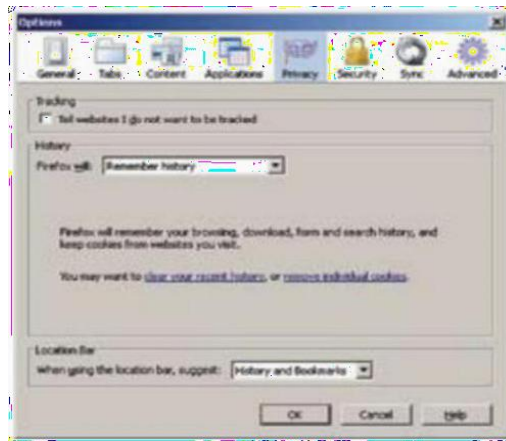 Options
General Tabs Content Applications Privacy Security Sync Advanced
Tracking
Tell websites I do not want to be tracked
History
Firefox will: Remember history
Firefox will remember your browsing, download, form and search history, and
keep cookies from websites you visit.
You may want to clear your recent history, or remove individual cookies.
Location Bar
When using the location bar, suggest: History and Bookmarks
OK Cancel Help